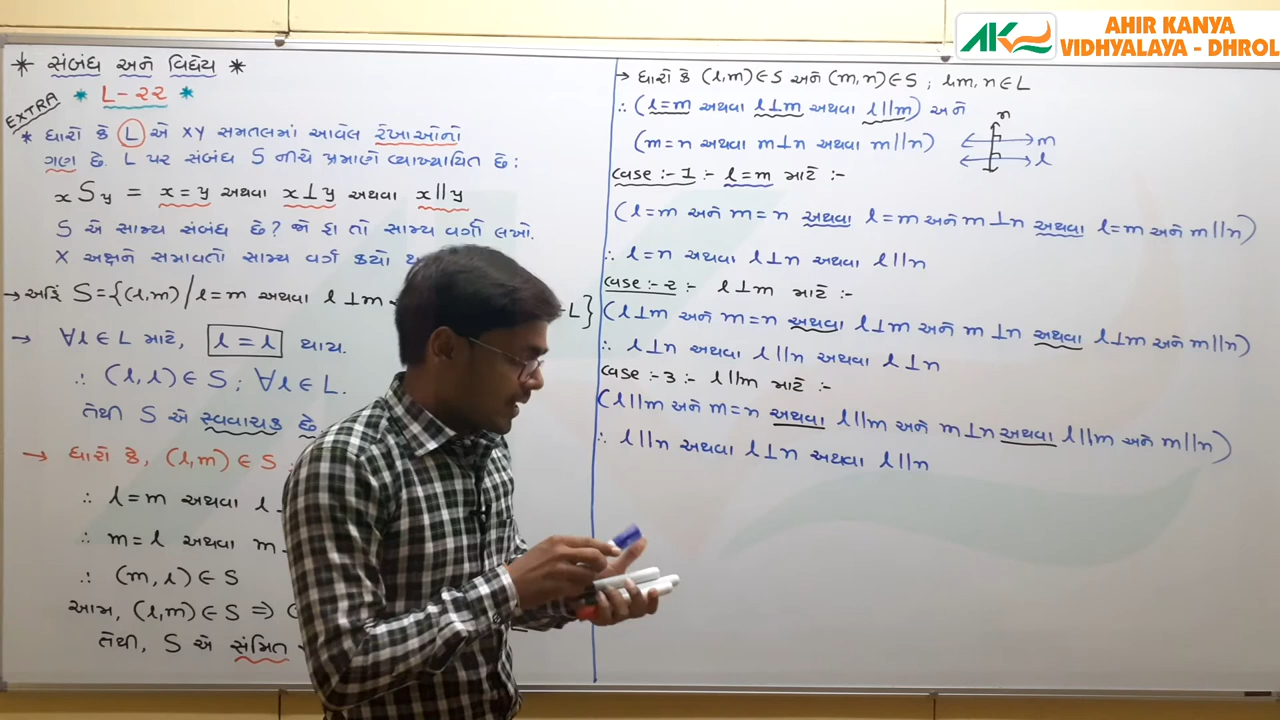 AHIR KANYA
VIDHYALAYA - DHROL
* સંબંધ અને વિધેય *
EXTRA * L-૨૨ *
* ધારો કે L એ XY સમતલમાં આવેલ રેખાઓનો
ગણ છે. L પર સંબંધ S નીચે પ્રમાણે વ્યાખ્યાયિત છે :
xSy = x=y અથવા x⊥y અથવા x||y
S એ સામ્ય સંબંધ છે? જો હા તો સામ્ય વર્ગો લખો.
X અક્ષને સમાવતો સામ્ય વર્ગ કયો
→ અહિં S={(l,m)/l=m અથવા l⊥m L}
→ ∀l∈L માટે, l=l થાય.
∴ (l,l)∈S; ∀l∈L.
તેથી S એ સ્વવાચક છે.
→ ધારો કે, (l,m)∈S
∴ l=m અથવા l
∴ m=l અથવા m
∴ (m,l)∈S
આમ, (l,m)∈S ⇒ (
તેથી, S એ સંમિત
→ ધારો કે (l,m)∈S અને (m,n)∈S ; l,m,n∈L
∴ (l=m અથવા l⊥m અથવા l||m) અને
(m=n અથવા m⊥n અથવા m||n)
n
m
l
case :- 1 :- l=m માટે :-
(l=m અને m=n અથવા l=m અને m⊥n અથવા l=m અને m||n)
∴ l=n અથવા l⊥n અથવા l||n
case :- ૨ :- l⊥m માટે :-
(l⊥m અને m=n અથવા l⊥m અને m⊥n અથવા l⊥m અને m||n)
∴ l⊥n અથવા l||n અથવા l⊥n
case :- ૩ :- l||m માટે :-
(l||m અને m=n અથવા l||m અને m⊥n અથવા l||m અને m||n)
∴ l||n અથવા l⊥n અથવા l||n